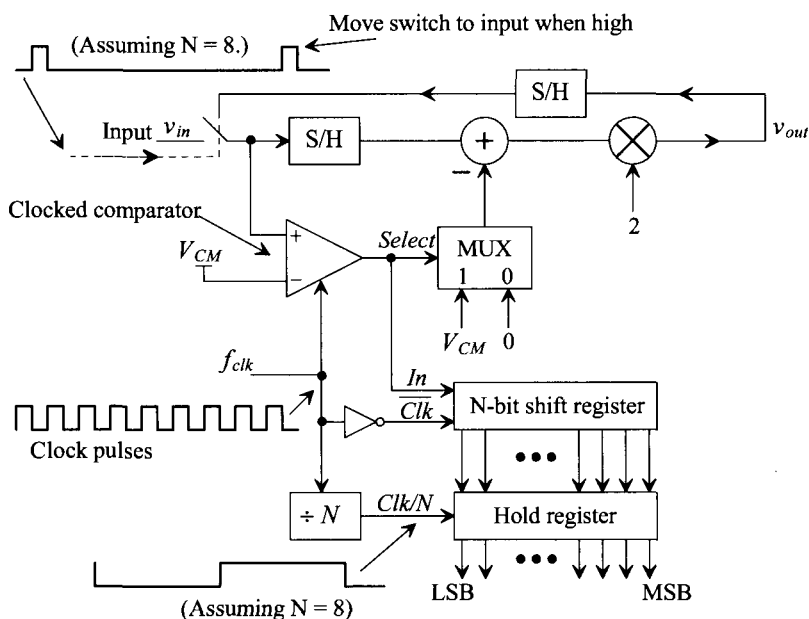 Move switch to input when high
(Assuming N = 8.)
S/H
Input v_in
S/H
+
−
v_out
2
Clocked comparator
V_CM
+
−
Select
MUX
1 0
V_CM 0
f_clk
In
Clk
N-bit shift register
Clock pulses
÷ N
Clk/N
Hold register
LSB
MSB
(Assuming N = 8)